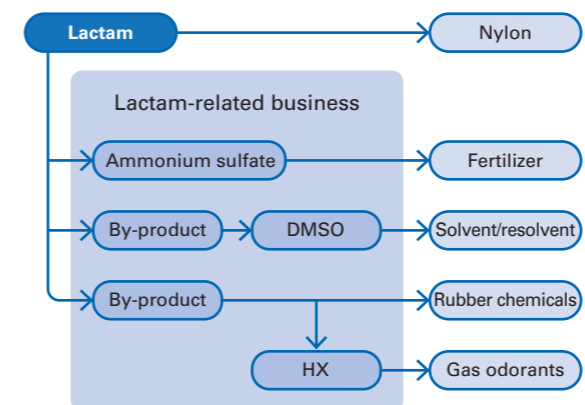 Lactam
Nylon
Lactam-related business
Ammonium sulfate
Fertilizer
By-product
DMSO
Solvent/resolvent
By-product
Rubber chemicals
HX
Gas odorants